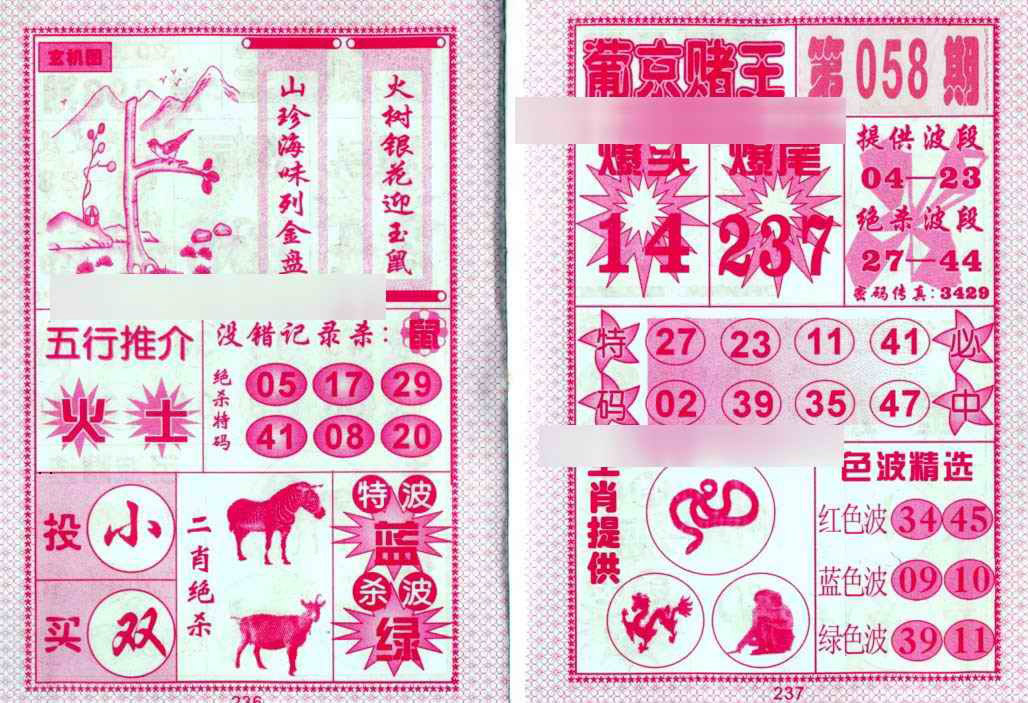 玄机图
火树银花迎玉鼠
山珍海味列金盘
五行推介
火 土
没错记录杀：鼠
绝杀特码
05 17 29
41 08 20
投 小
买 双
二肖绝杀
特波
蓝
杀波
绿
236
葡京赌王
第058期
爆头
14
爆尾
237
提供波段
04—23
绝杀波段
27—44
密码传真：3429
特码
27 23 11 41
02 39 35 47
必中
生肖提供
色波精选
红色波 34 45
蓝色波 09 10
绿色波 39 11
237